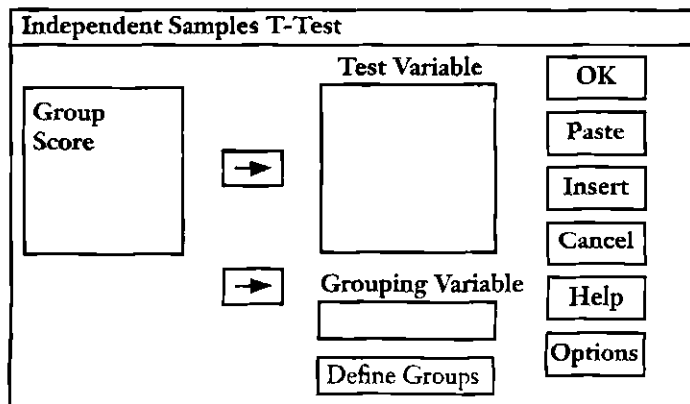 Independent Samples T-Test
Group
Score
Test Variable
Grouping Variable
Define Groups
OK
Paste
Insert
Cancel
Help
Options